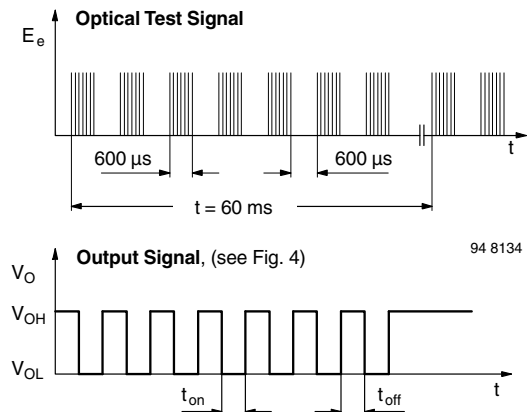 Optical Test Signal
E e
t
600 µs
600 µs
t = 60 ms
94 8134
Output Signal, (see Fig. 4)
VO
VOH
VOL
ton
toff
t